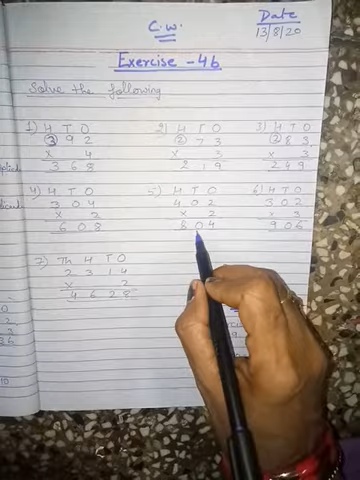 C.W.
Date
13/8/20
Exercise - 4b
Solve the following
1) H T O
③ 9 2
x 4
3 6 8
2) H T O
② 7 3
x 3
2 1 9
3) H T O
② 8 3
x 3
2 4 9
4) H T O
3 0 4
x 2
6 0 8
5) H T O
4 0 2
x 2
8 0 4
6) H T O
3 0 2
x 3
9 0 6
7) Th H T O
2 3 1 4
x 2
4 6 2 8